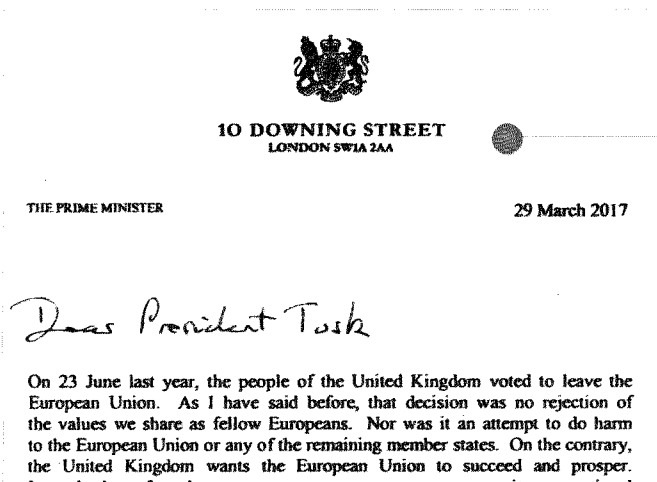 10 DOWNING STREET
LONDON SW1A 2AA
THE PRIME MINISTER
29 March 2017
Dear President Tusk
On 23 June last year, the people of the United Kingdom voted to leave the
European Union. As I have said before, that decision was no rejection of
the values we share as fellow Europeans. Nor was it an attempt to do harm
to the European Union or any of the remaining member states. On the contrary,
the United Kingdom wants the European Union to succeed and prosper.